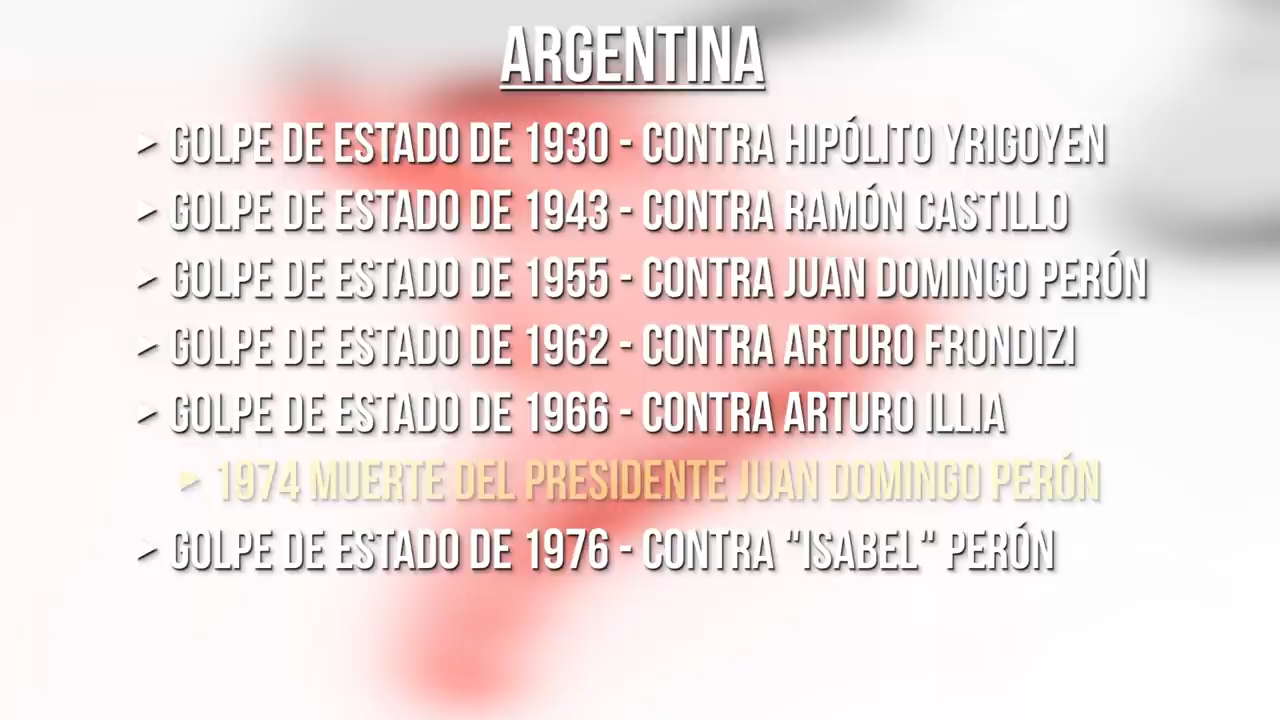 ARGENTINA
► GOLPE DE ESTADO DE 1930 - CONTRA HIPÓLITO YRIGOYEN
► GOLPE DE ESTADO DE 1943 - CONTRA RAMÓN CASTILLO
► GOLPE DE ESTADO DE 1955 - CONTRA JUAN DOMINGO PERÓN
► GOLPE DE ESTADO DE 1962 - CONTRA ARTURO FRONDIZI
► GOLPE DE ESTADO DE 1966 - CONTRA ARTURO ILLIA
► 1974 MUERTE DEL PRESIDENTE JUAN DOMINGO PERÓN
► GOLPE DE ESTADO DE 1976 - CONTRA "ISABEL" PERÓN